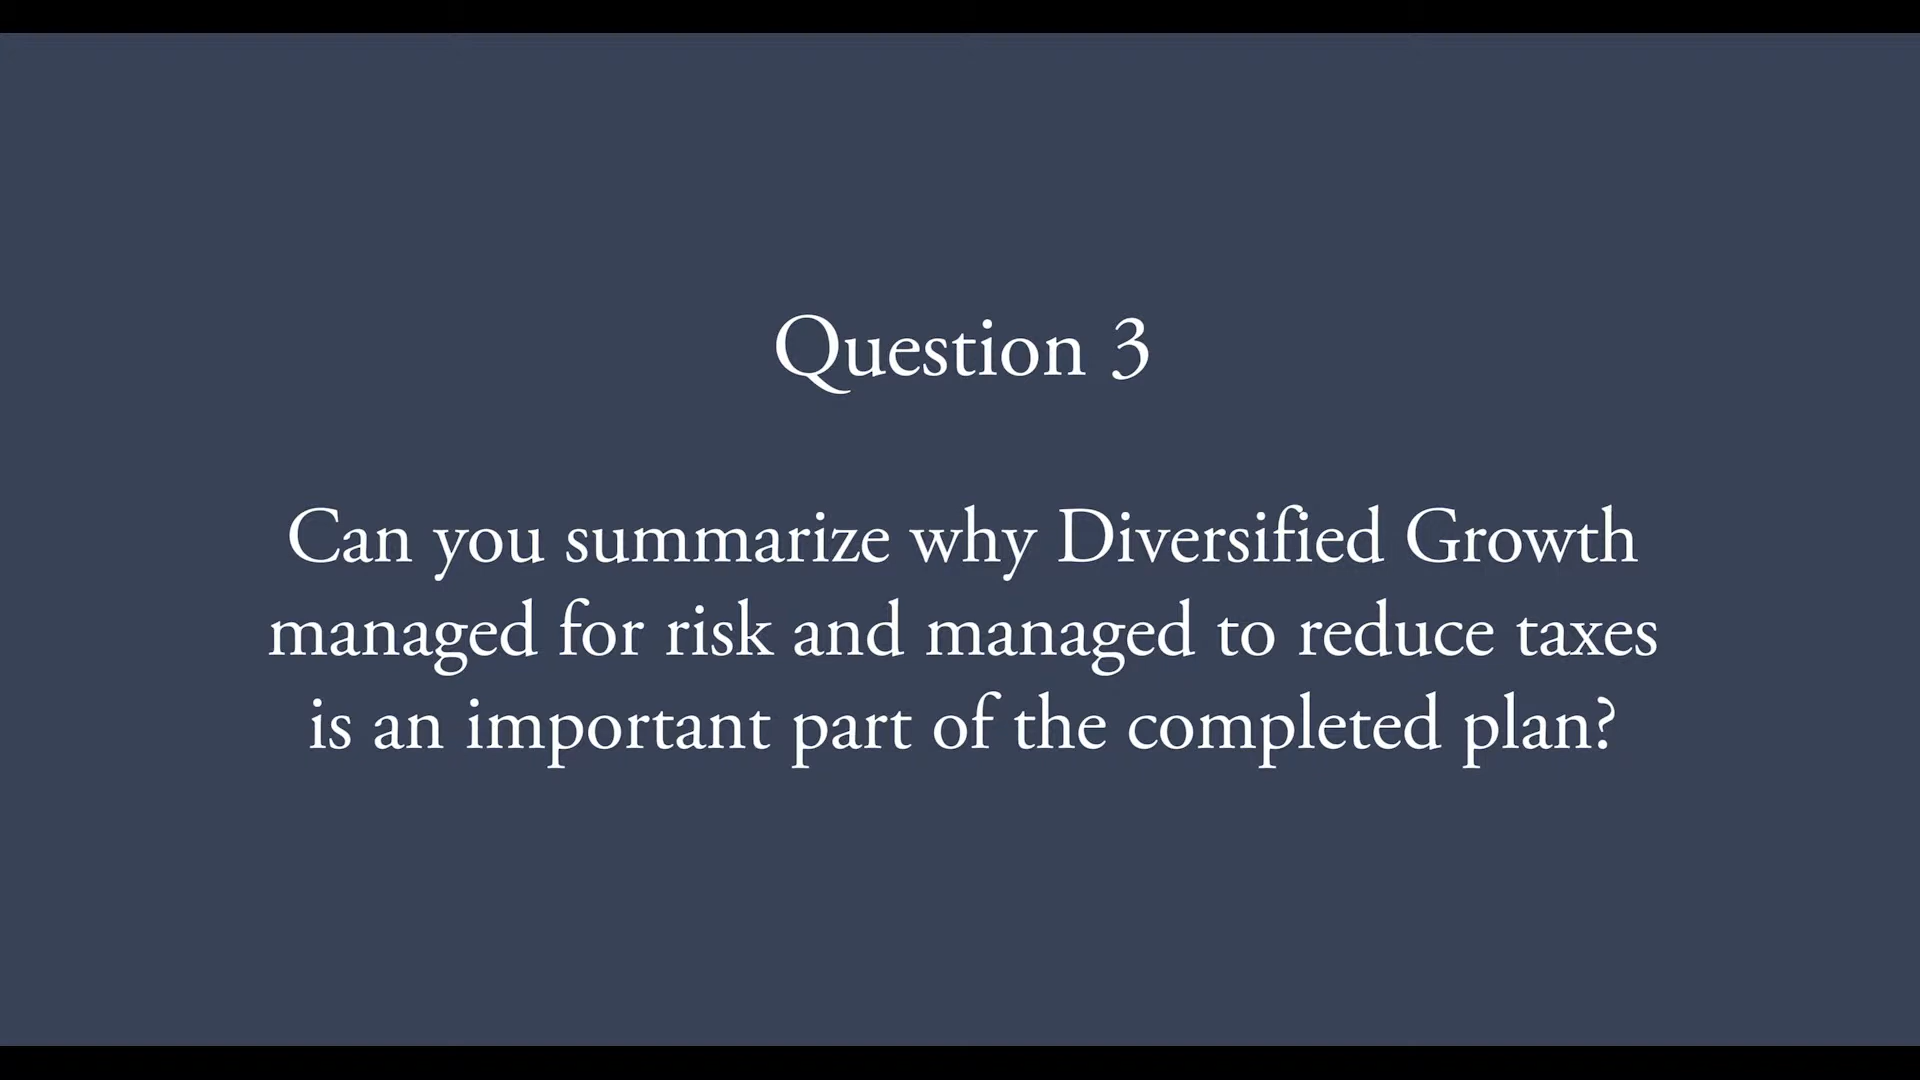 Question 3
Can you summarize why Diversified Growth
managed for risk and managed to reduce taxes
is an important part of the completed plan?